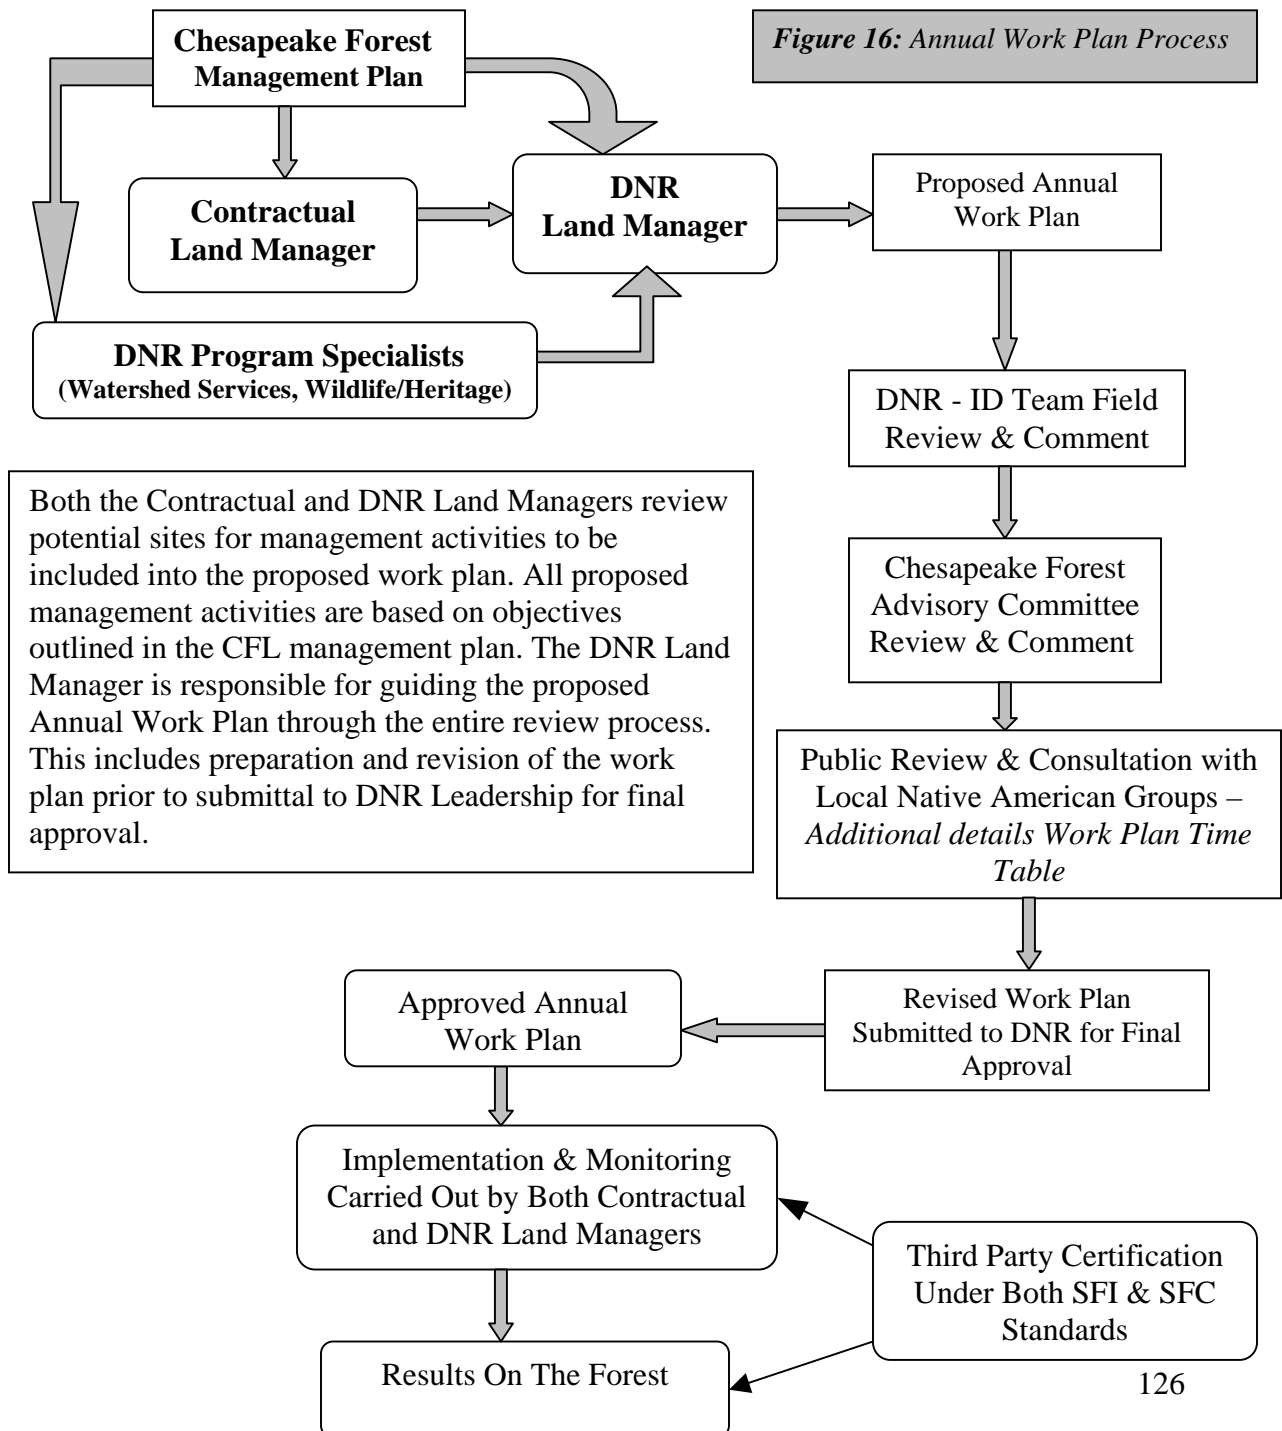 Chesapeake Forest
Management Plan
Figure 16: Annual Work Plan Process
Contractual
Land Manager
DNR
Land Manager
Proposed Annual
Work Plan
DNR Program Specialists
(Watershed Services, Wildlife/Heritage)
DNR - ID Team Field
Review & Comment
Both the Contractual and DNR Land Managers review
potential sites for management activities to be
included into the proposed work plan. All proposed
management activities are based on objectives
outlined in the CFL management plan. The DNR Land
Manager is responsible for guiding the proposed
Annual Work Plan through the entire review process.
This includes preparation and revision of the work
plan prior to submittal to DNR Leadership for final
approval.
Chesapeake Forest
Advisory Committee
Review & Comment
Public Review & Consultation with
Local Native American Groups –
Additional details Work Plan Time
Table
Revised Work Plan
Submitted to DNR for Final
Approval
Approved Annual
Work Plan
Implementation & Monitoring
Carried Out by Both Contractual
and DNR Land Managers
Third Party Certification
Under Both SFI & SFC
Standards
Results On The Forest
126